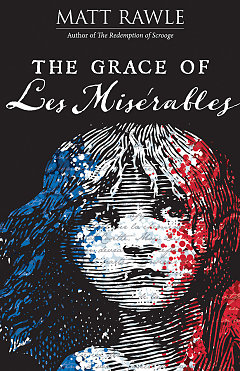 MATT RAWLE
Author of The Redemption of Scrooge
THE GRACE OF
Les Misérables